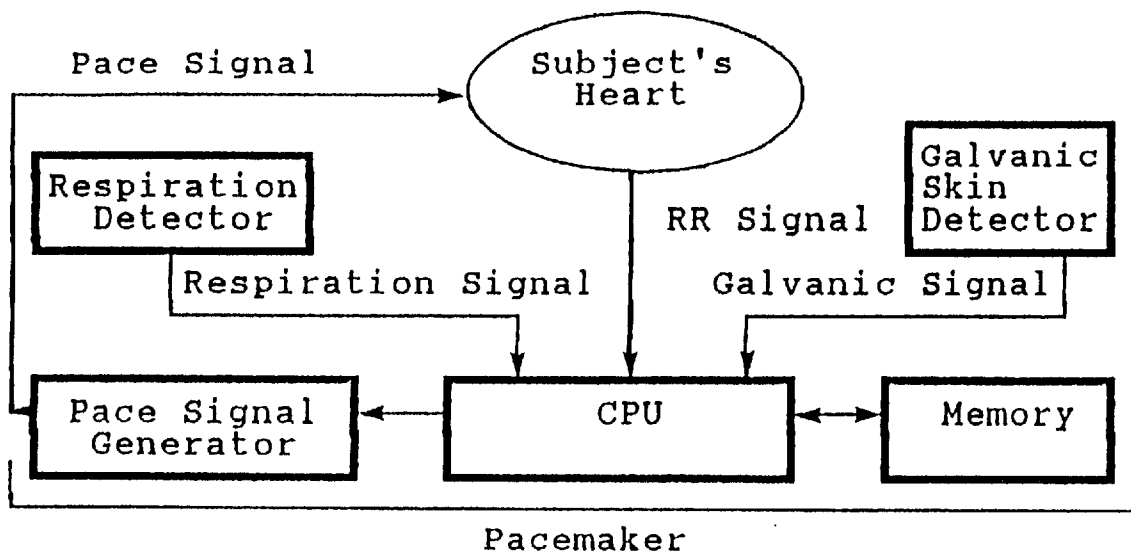 Pace Signal
Subject's
Heart
Respiration
Detector
Galvanic
Skin
Detector
RR Signal
Respiration Signal
Galvanic Signal
Pace Signal
Generator
CPU
Memory
Pacemaker